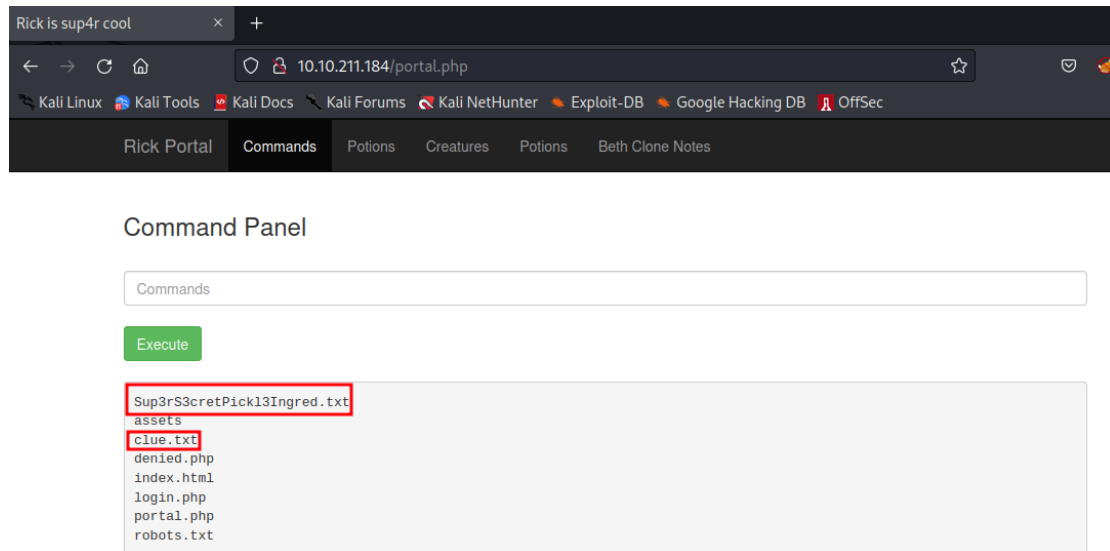 Rick is sup4r cool
10.10.211.184/portal.php
Kali Linux Kali Tools Kali Docs Kali Forums Kali NetHunter Exploit-DB Google Hacking DB OffSec
Rick Portal Commands Potions Creatures Potions Beth Clone Notes
Command Panel
Commands
Execute
Sup3rS3cretPickl3Ingred.txt
assets
clue.txt
denied.php
index.html
login.php
portal.php
robots.txt